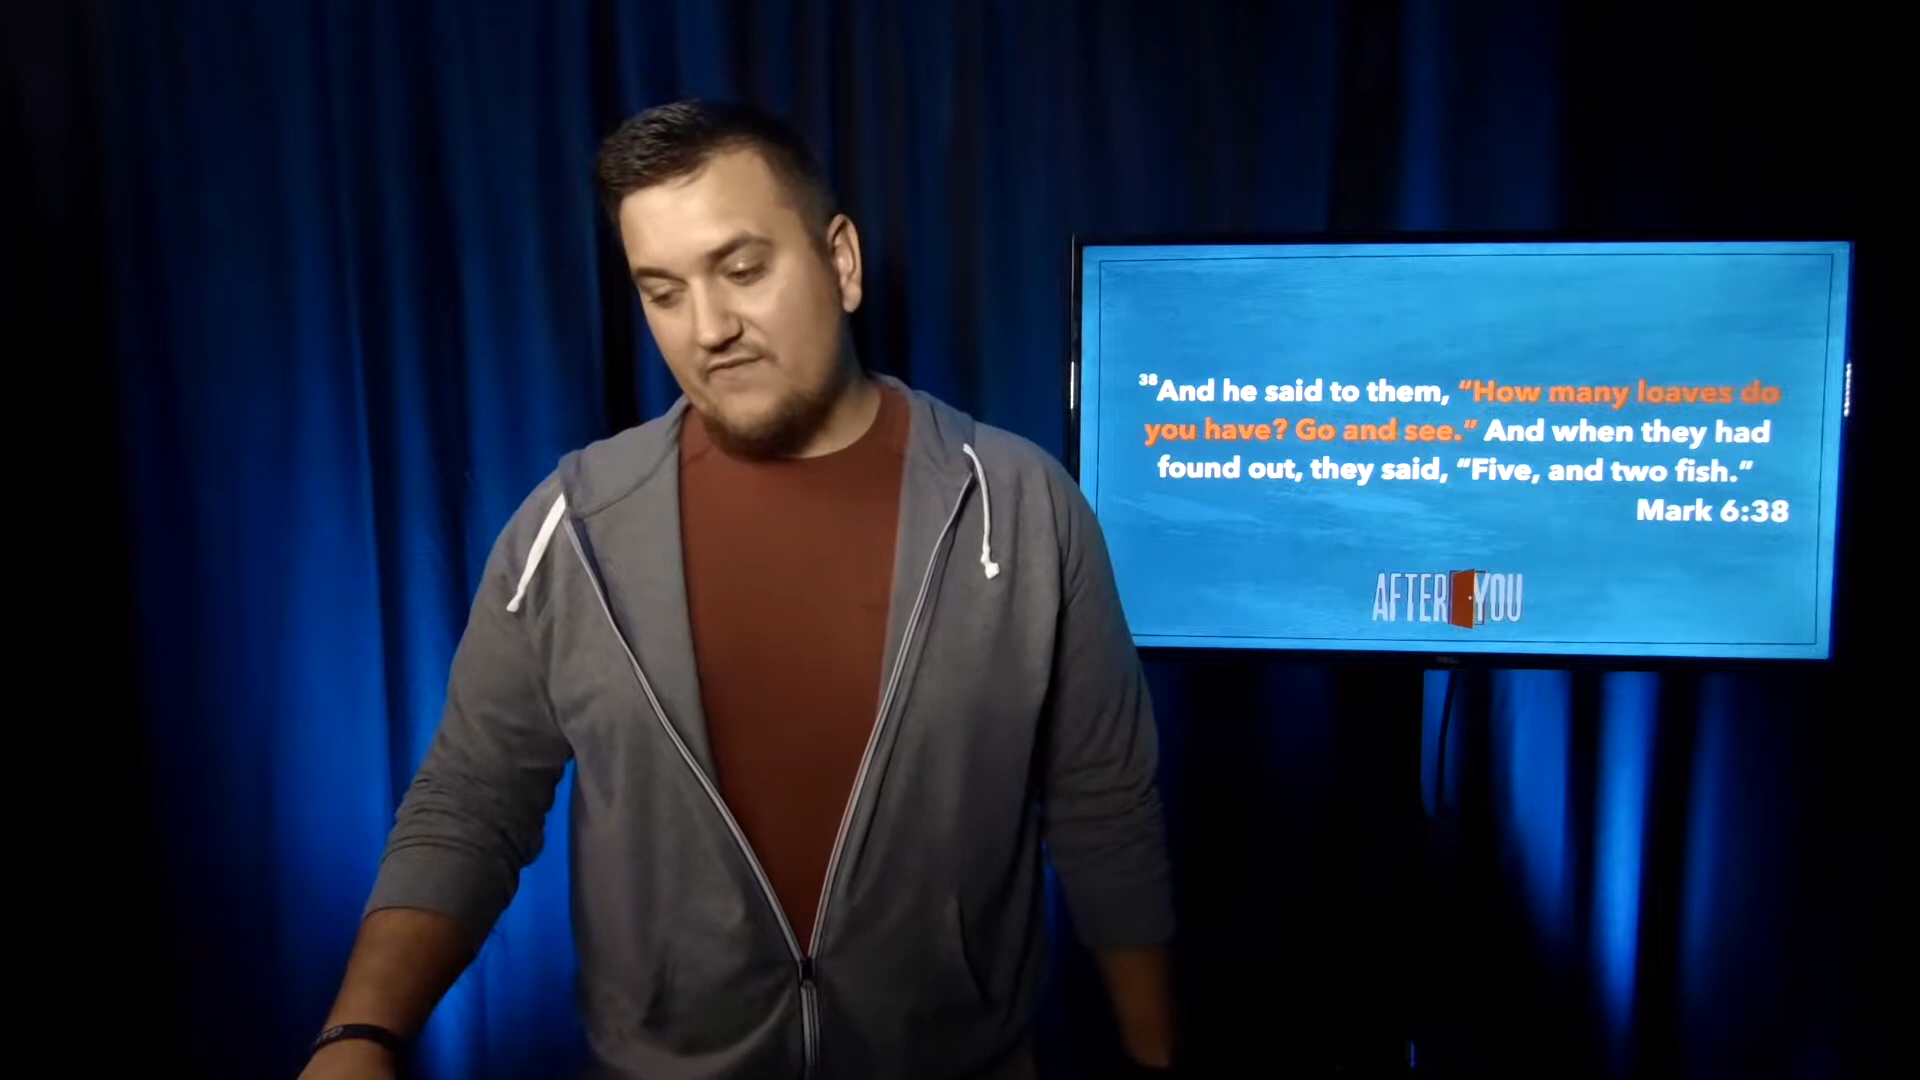 ³⁸And he said to them, “How many loaves do
you have? Go and see.” And when they had
found out, they said, “Five, and two fish.”
Mark 6:38
AFTER YOU